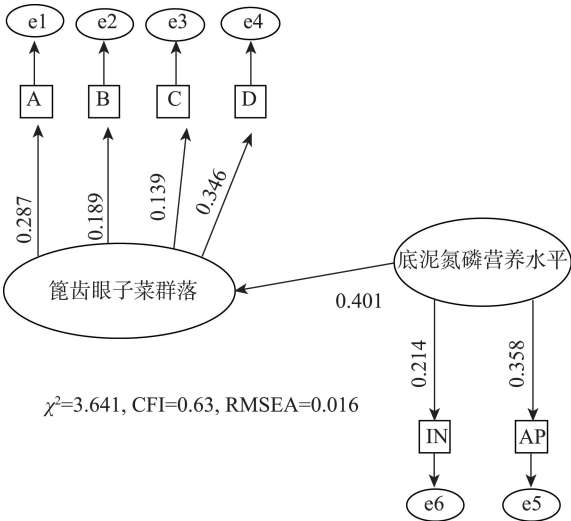 e1 e2 e3 e4
A B C D
0.287 0.189 0.139 0.346
篦齿眼子菜群落
底泥氮磷营养水平
0.401
0.214 0.358
χ²=3.641, CFI=0.63, RMSEA=0.016
IN AP
e6 e5